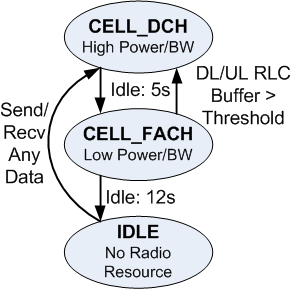 CELL_DCH
High Power/BW
Idle: 5s
DL/UL RLC
Buffer >
Threshold
Send/
Recv
Any
Data
CELL_FACH
Low Power/BW
Idle: 12s
IDLE
No Radio
Resource